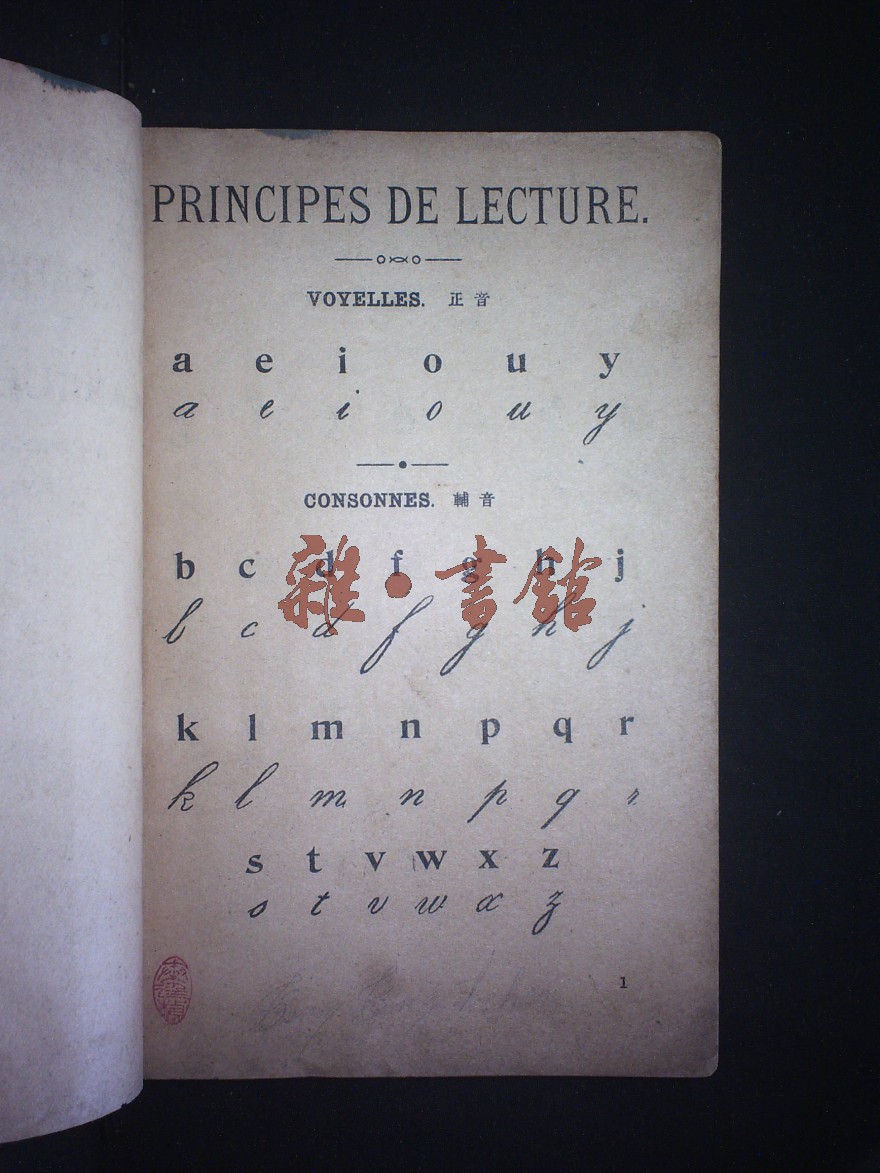 PRINCIPES DE LECTURE.
VOYELLES. 正音
a e i o u y
a e i o u y
CONSONNES. 輔音
b c d f g h j
雜·書館
b c d f g h j
k l m n p q r
k l m n p q r
s t v w x z
s t v w x z
1